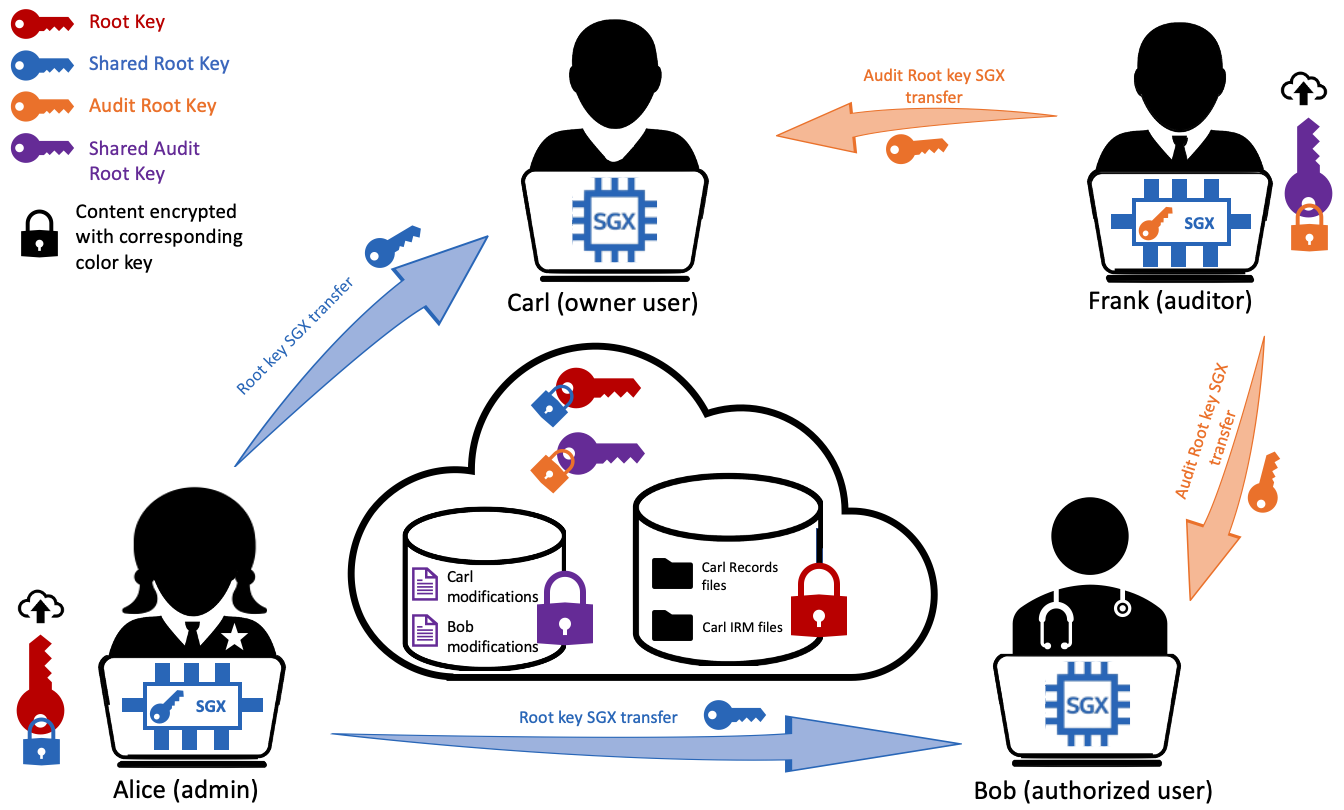 Root Key
Shared Root Key
Audit Root Key
Shared Audit
Root Key
Content encrypted
with corresponding
color key
SGX
Carl (owner user)
Audit Root key SGX
transfer
SGX
Frank (auditor)
Root key SGX transfer
Audit Root key SGX
transfer
Carl
modifications
Bob
modifications
Carl Records
files
Carl IRM files
SGX
Alice (admin)
Root key SGX transfer
SGX
Bob (authorized user)